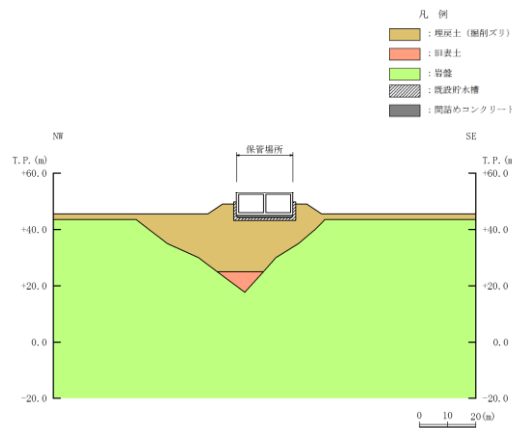 凡 例
：埋戻土（掘削ズリ）
：旧表土
：岩盤
：既設貯水槽
：間詰めコンクリート
NW
SE
保管場所
T.P.(m)
T.P.(m)
+60.0
+60.0
+40.0
+40.0
+20.0
+20.0
0.0
0.0
-20.0
-20.0
0 10 20(m)